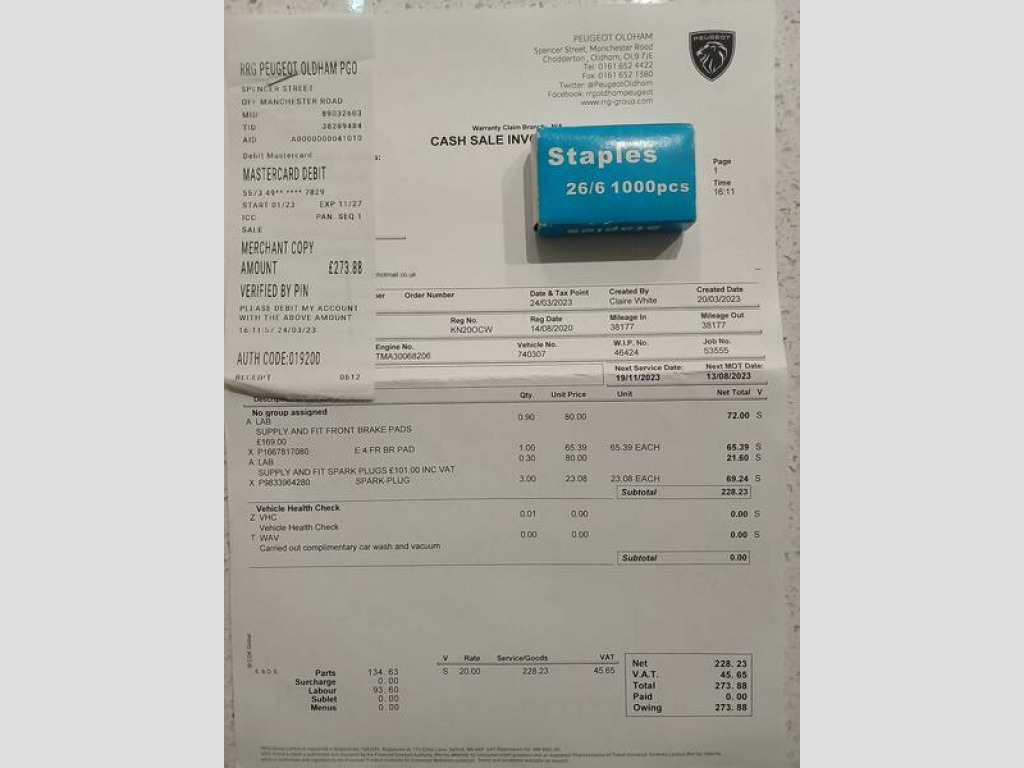 RRG PEUGEOT OLDHAM PGO
SPENCER STREET
OFF MANCHESTER ROAD
MID 89032603
TID 38269484
AID A0000000041010
Debit Mastercard
MASTERCARD DEBIT
5573 49** **** 7829
START 01/23 EXP 11/27
ICC PAN. SEQ 1
SALE
MERCHANT COPY
AMOUNT £273.88
VERIFIED BY PIN
PLEASE DEBIT MY ACCOUNT
WITH THE ABOVE AMOUNT
16:11:57 24/03/23
AUTH CODE:019200
RECEIPT 0612
PEUGEOT OLDHAM
Spencer Street, Manchester Road
Chadderton, Oldham, OL9 7JE
Tel: 0161 652 4422
Fax: 0161 652 1380
Twitter: @PeugeotOldham
Facebook: rrgoldhampeugeot
www.rrg-group.com
PEUGEOT
Warranty Claim Branch: N/A
CASH SALE INVO
Staples
26/6 1000pcs
Staples
Page
1
Time
16:11
hotmail.co.uk
Order Number Date & Tax Point Created By Created Date
24/03/2023 Claire White 20/03/2023
Reg No. Reg Date Mileage In Mileage Out
KN20OCW 14/08/2020 38177 38177
Engine No. Vehicle No. W.I.P. No. Job No.
TMA30068206 740307 46424 53555
Next Service Date: Next MOT Date:
19/11/2023 13/08/2023
Qty. Unit Price Unit Net Total V
No group assigned
A LAB 0.90 80.00 72.00 S
SUPPLY AND FIT FRONT BRAKE PADS
£169.00
X P1667817080 E:4 FR BR PAD 1.00 65.39 65.39 EACH 65.39 S
A LAB 0.30 80.00 21.60 S
SUPPLY AND FIT SPARK PLUGS £101.00 INC VAT
X P9833964280 SPARK-PLUG 3.00 23.08 23.08 EACH 69.24 S
Subtotal 228.23
Vehicle Health Check
Z VHC 0.01 0.00 0.00 S
Vehicle Health Check
T WAV 0.00 0.00 0.00 S
Carried out complimentary car wash and vacuum
Subtotal 0.00
© CDK Global
E & O E
Parts 134.63
Surcharge 0.00
Labour 93.60
Sublet 0.00
Menus 0.00
V Rate Service/Goods VAT
S 20.00 228.23 45.65
Net 228.23
V.A.T. 45.65
Total 273.88
Paid 0.00
Owing 273.88